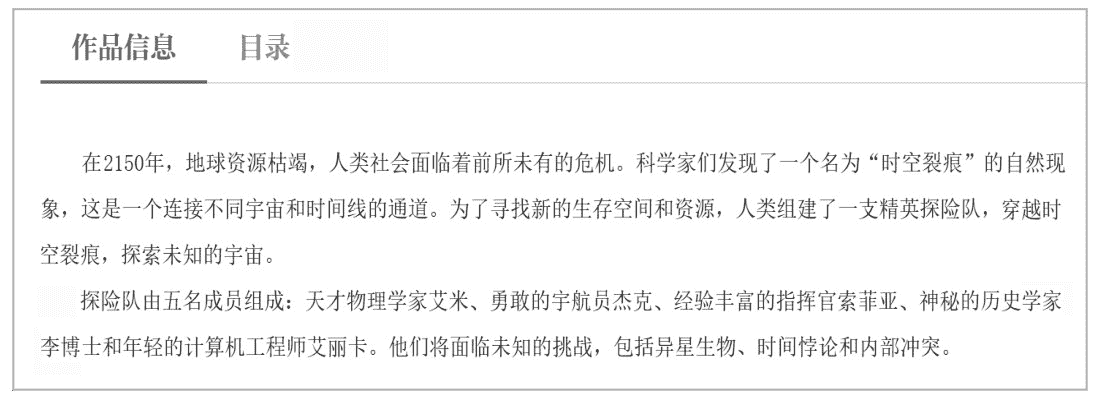 作品信息 目录
在2150年，地球资源枯竭，人类社会面临着前所未有的危机。科学家们发现了一个名为“时空裂痕”的自然现
象，这是一个连接不同宇宙和时间线的通道。为了寻找新的生存空间和资源，人类组建了一支精英探险队，穿越时
空裂痕，探索未知的宇宙。
探险队由五名成员组成：天才物理学家艾米、勇敢的宇航员杰克、经验丰富的指挥官索菲亚、神秘的历史学家
李博士和年轻的计算机工程师艾丽卡。他们将面临未知的挑战，包括异星生物、时间悖论和内部冲突。